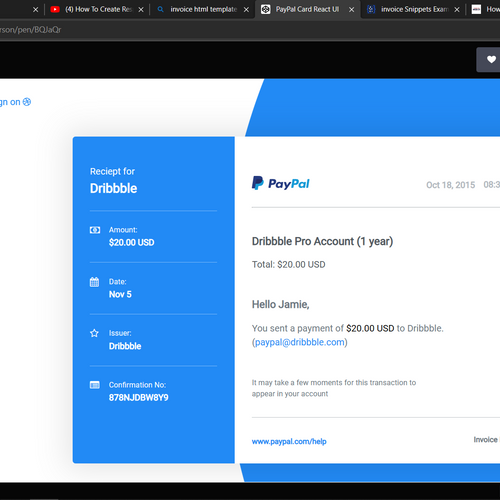 (4) How To Create Res
invoice html template
PayPal Card React UI
invoice Snippets Exam
How
rson/pen/BQJaQr
gn on
Reciept for
Dribbble
Amount:
$20.00 USD
Date:
Nov 5
Issuer:
Dribbble
Confirmation No:
878NJDBW8Y9
PayPal
Oct 18, 2015
08:3
Dribbble Pro Account (1 year)
Total: $20.00 USD
Hello Jamie,
You sent a payment of $20.00 USD to Dribbble.
(paypal@dribbble.com)
It may take a few moments for this transaction to
appear in your account
www.paypal.com/help
Invoice